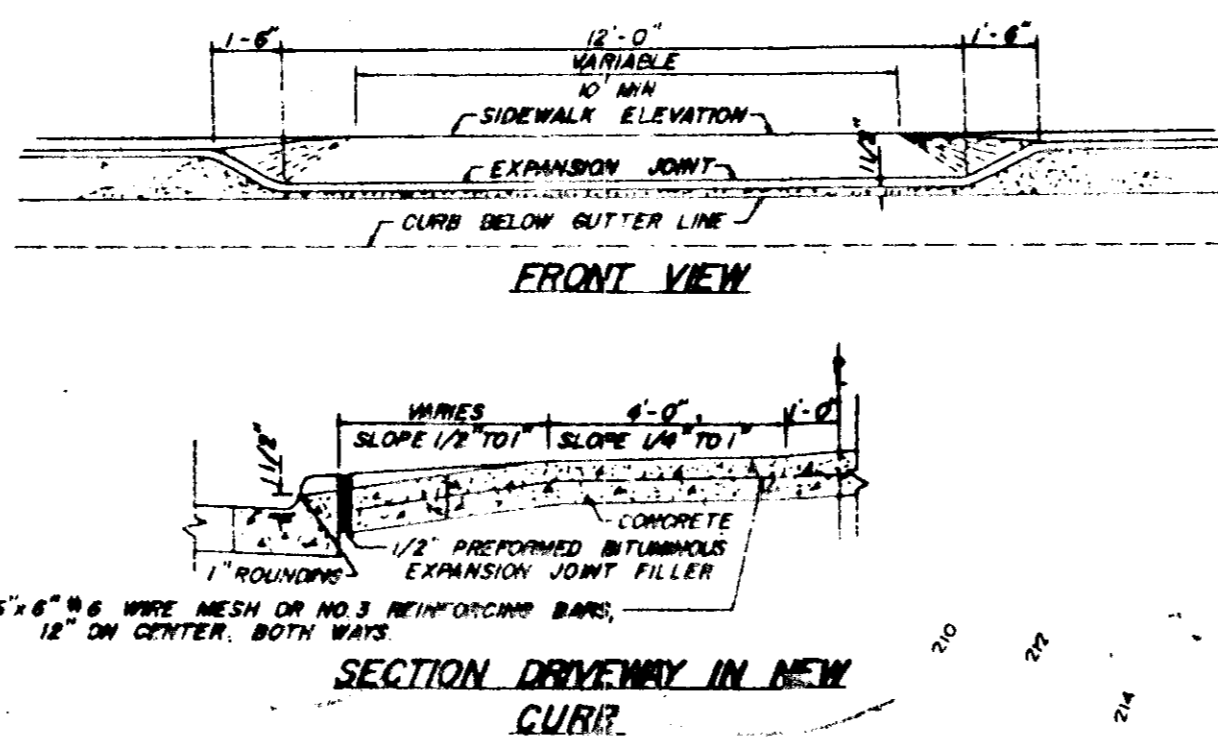 1'-6" 12'-0" 1'-6"
VARIABLE
10' MIN
SIDEWALK ELEVATION
1 1/2"
EXPANSION JOINT
CURB BELOW GUTTER LINE
FRONT VIEW
VARIES 4'-0" 1'-0"
SLOPE 1/2" TO 1" SLOPE 1/4" TO 1"
1 1/2"
CONCRETE
1/2" PREFORMED BITUMINOUS
EXPANSION JOINT FILLER
1" ROUNDING
6" x 6" #6 WIRE MESH OR NO. 3 REINFORCING BARS,
12" ON CENTER, BOTH WAYS.
SECTION DRIVEWAY IN NEW
CURB
210
212
214